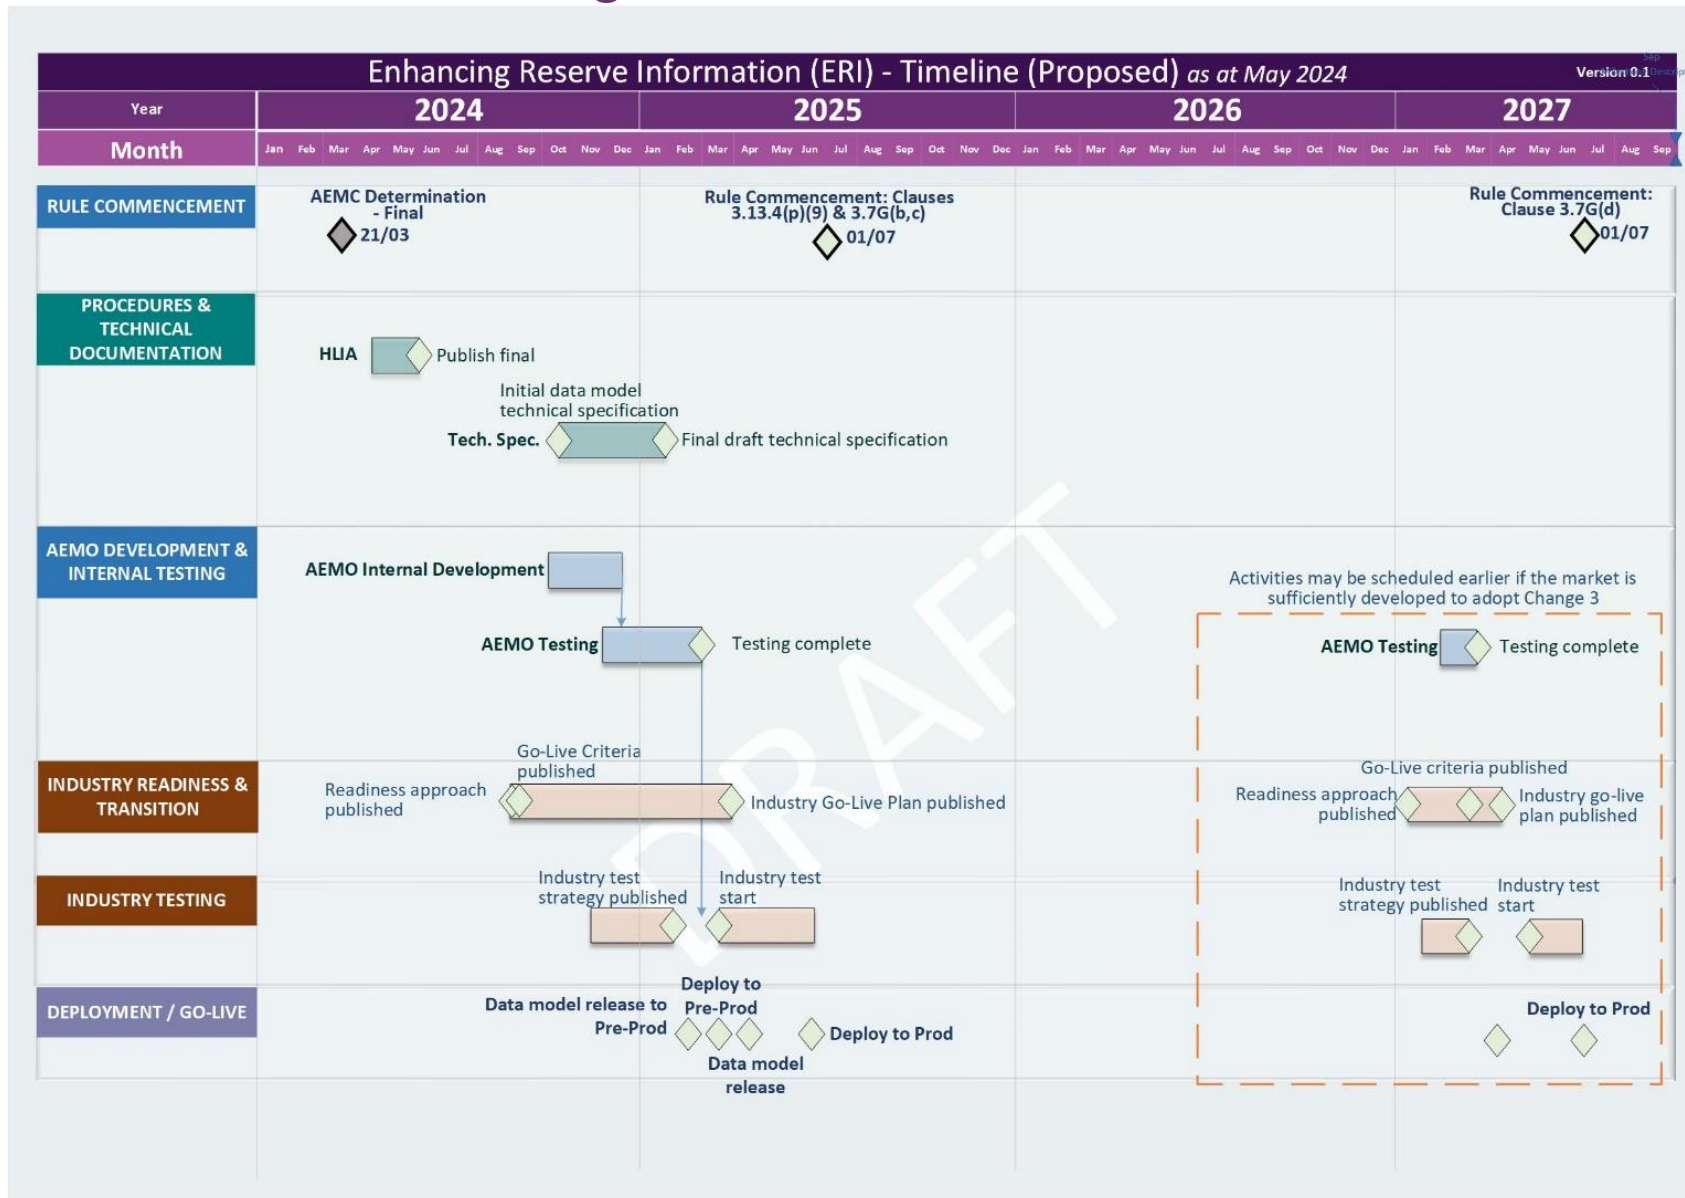 Enhancing Reserve Information (ERI) - Timeline (Proposed) as at May 2024
Version 0.1
Sep
Year
2024
2025
2026
2027
Month
Jan Feb Mar Apr May Jun Jul Aug Sep Oct Nov Dec Jan Feb Mar Apr May Jun Jul Aug Sep Oct Nov Dec Jan Feb Mar Apr May Jun Jul Aug Sep Oct Nov Dec Jan Feb Mar Apr May Jun Jul Aug Sep
RULE COMMENCEMENT
AEMC Determination
- Final
21/03
Rule Commencement: Clauses
3.13.4(p)(9) & 3.7G(b,c)
01/07
Rule Commencement:
Clause 3.7G(d)
01/07
PROCEDURES &
TECHNICAL
DOCUMENTATION
HLIA
Publish final
Initial data model
technical specification
Tech. Spec.
Final draft technical specification
AEMO DEVELOPMENT &
INTERNAL TESTING
AEMO Internal Development
AEMO Testing
Testing complete
Activities may be scheduled earlier if the market is
sufficiently developed to adopt Change 3
AEMO Testing
Testing complete
DRAFT
INDUSTRY READINESS &
TRANSITION
Readiness approach
published
Go-Live Criteria
published
Industry Go-Live Plan published
Go-Live criteria published
Readiness approach
published
Industry go-live
plan published
INDUSTRY TESTING
Industry test
strategy published
Industry test
start
Industry test
strategy published
Industry test
start
DEPLOYMENT / GO-LIVE
Data model release to
Pre-Prod
Deploy to
Pre-Prod
Data model
release
Deploy to Prod
Deploy to Prod